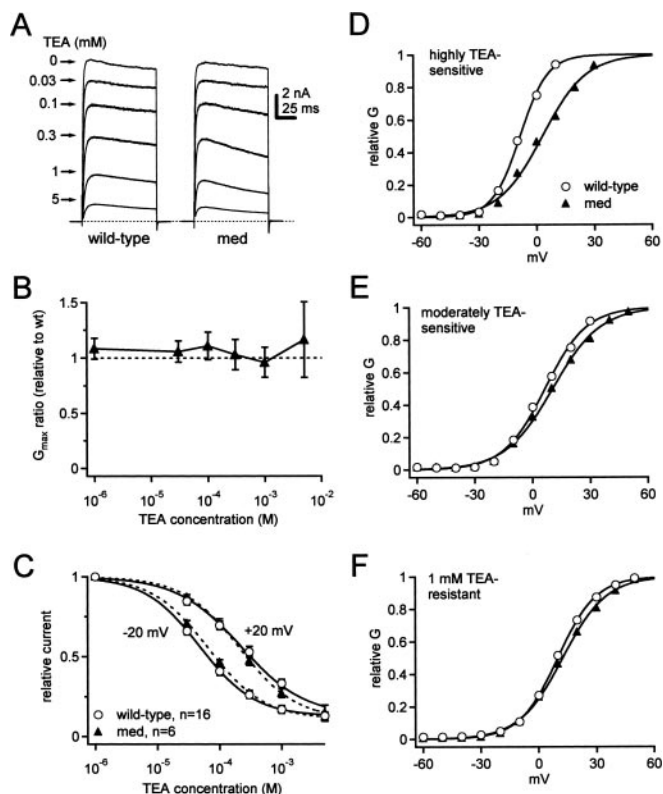 A
TEA (mM)
0
0.03
0.1
0.3
1
5
2 nA
25 ms
wild-type
med
B
G max ratio (relative to wt)
1.5
1
0.5
0
10-6
10-5
10-4
10-3
10-2
TEA concentration (M)
C
relative current
1.0
0.5
0.0
-20 mV
+20 mV
wild-type, n=16
med, n=6
10-6
10-5
10-4
10-3
TEA concentration (M)
D
highly TEA-
sensitive
relative G
1.0
0.8
0.6
0.4
0.2
0
wild-type
med
-60
-30
0
30
60
mV
E
moderately TEA-
sensitive
relative G
1.0
0.8
0.6
0.4
0.2
0
-60
-30
0
30
60
mV
F
1 mM TEA-
resistant
relative G
1.0
0.8
0.6
0.4
0.2
0
-60
-30
0
30
60
mV